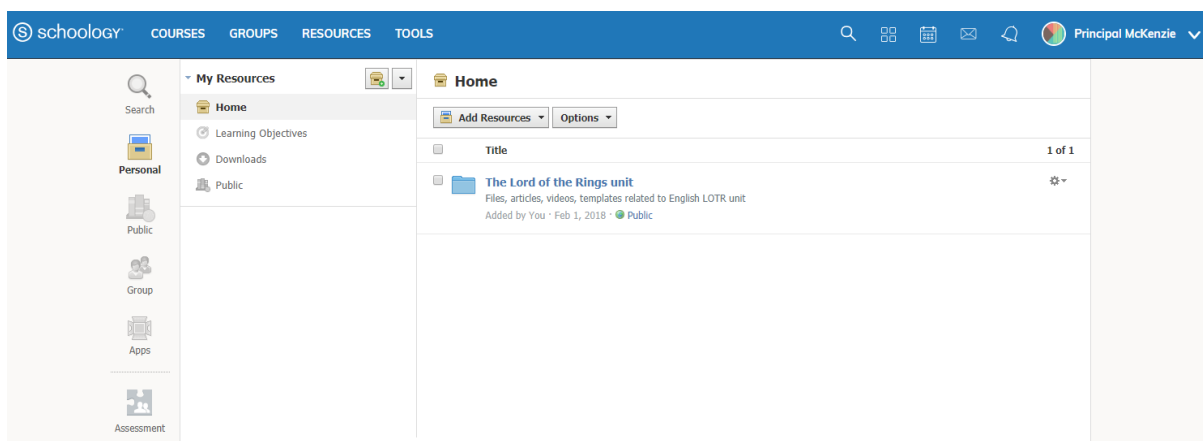 schoology COURSES GROUPS RESOURCES TOOLS Principal McKenzie
Search
Personal
Public
Group
Apps
Assessment
My Resources
Home
Learning Objectives
Downloads
Public
Home
Add Resources Options
Title 1 of 1
The Lord of the Rings unit
Files, articles, videos, templates related to English LOTR unit
Added by You · Feb 1, 2018 · Public